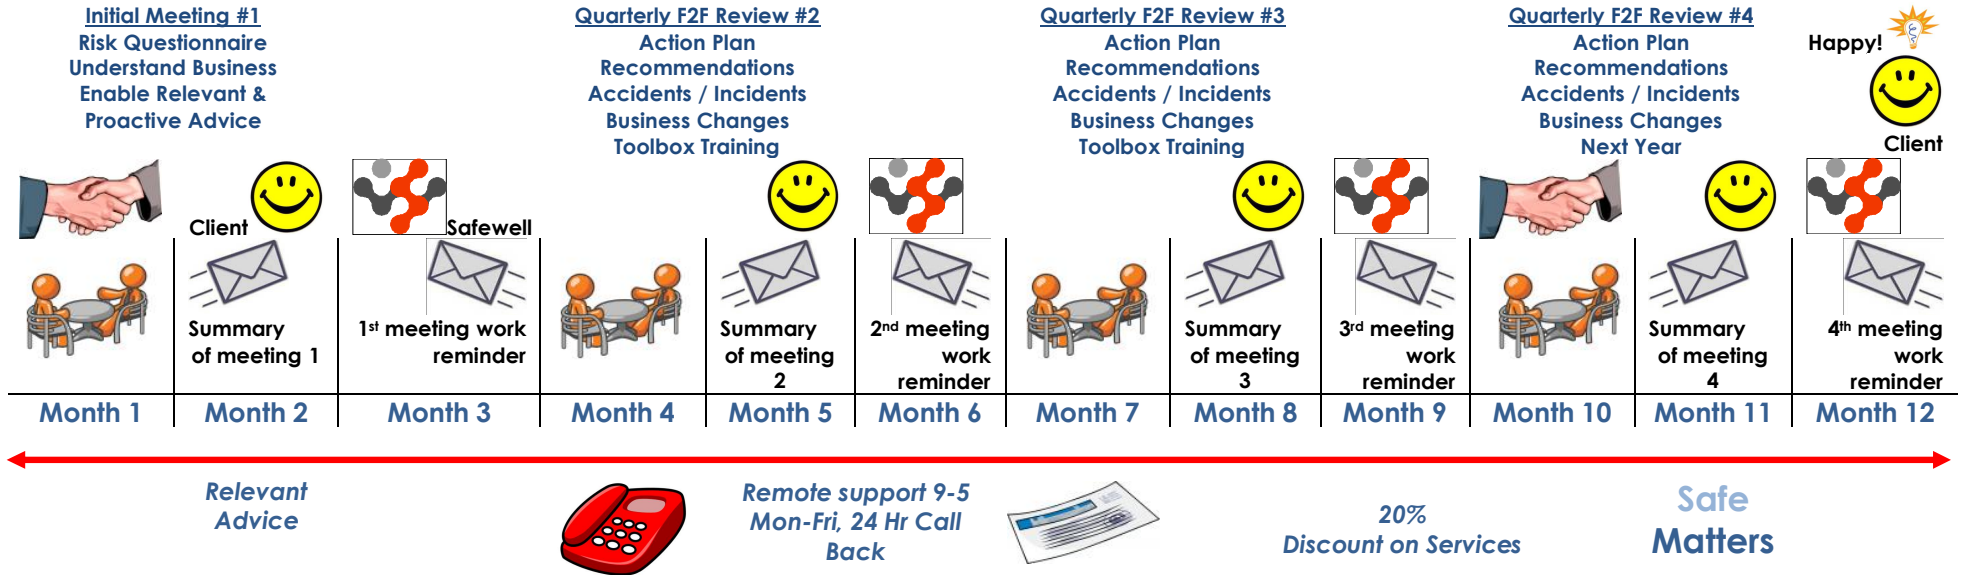 Initial Meeting #1
Risk Questionnaire
Understand Business
Enable Relevant &
Proactive Advice
Quarterly F2F Review #2
Action Plan
Recommendations
Accidents / Incidents
Business Changes
Toolbox Training
Quarterly F2F Review #3
Action Plan
Recommendations
Accidents / Incidents
Business Changes
Toolbox Training
Quarterly F2F Review #4
Action Plan
Recommendations
Accidents / Incidents
Business Changes
Next Year
Happy!
Client
Client
Safewell
Summary
of meeting 1
1st meeting work
reminder
Summary
of meeting
2
2nd meeting
work
reminder
Summary
of meeting
3
3rd meeting
work
reminder
Summary
of meeting
4
4th meeting
work
reminder
Month 1
Month 2
Month 3
Month 4
Month 5
Month 6
Month 7
Month 8
Month 9
Month 10
Month 11
Month 12
Relevant
Advice
Remote support 9-5
Mon-Fri, 24 Hr Call
Back
20%
Discount on Services
Safe
Matters